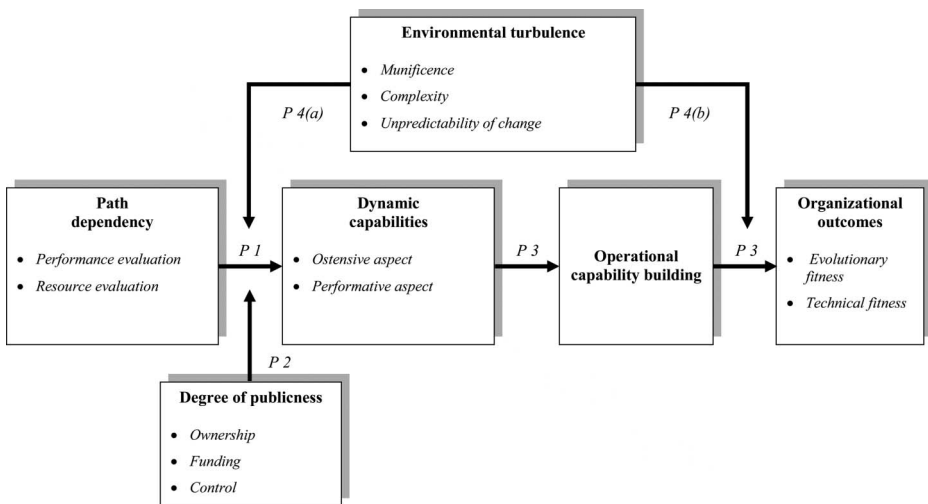 Environmental turbulence
• Munificence
• Complexity
• Unpredictability of change
P 4(a)
P 4(b)
Path
dependency
• Performance evaluation
• Resource evaluation
P 1
Dynamic
capabilities
• Ostensive aspect
• Performative aspect
P 3
Operational
capability building
P 3
Organizational
outcomes
• Evolutionary
fitness
• Technical fitness
P 2
Degree of publicness
• Ownership
• Funding
• Control